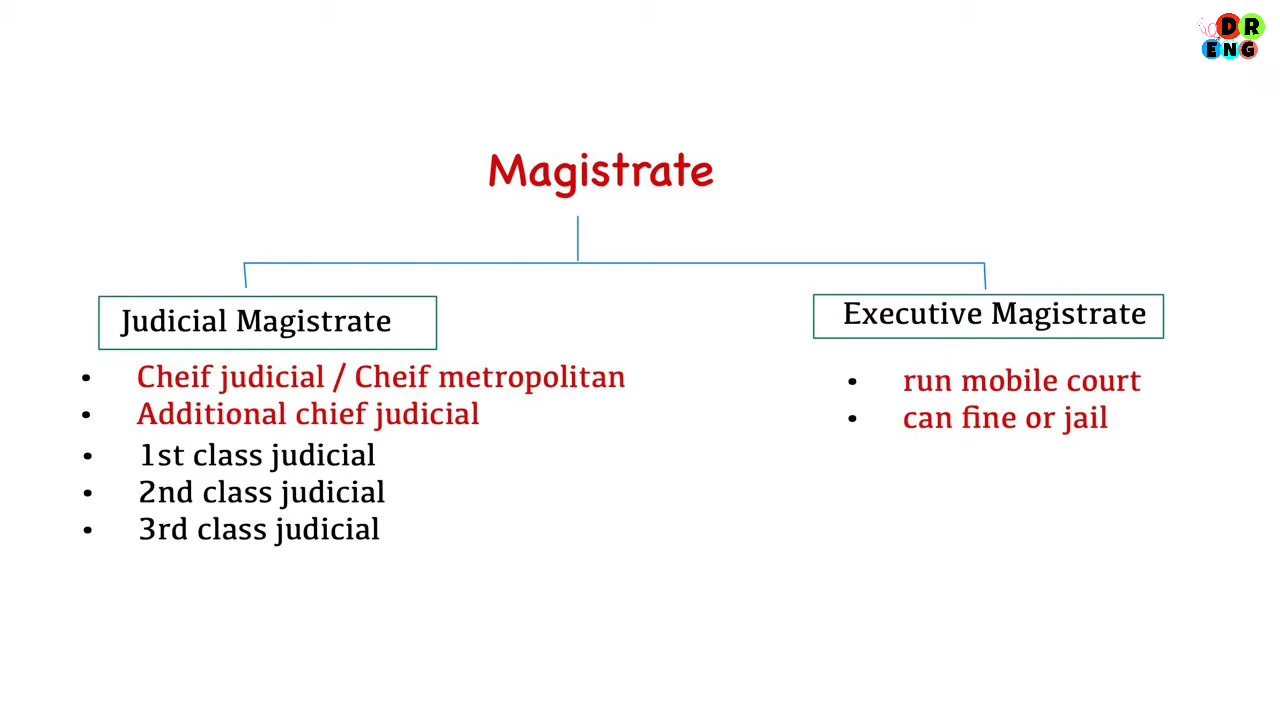 DR
ENG
Magistrate
Judicial Magistrate
Cheif judicial / Cheif metropolitan
Additional chief judicial
1st class judicial
2nd class judicial
3rd class judicial
Executive Magistrate
run mobile court
can fine or jail